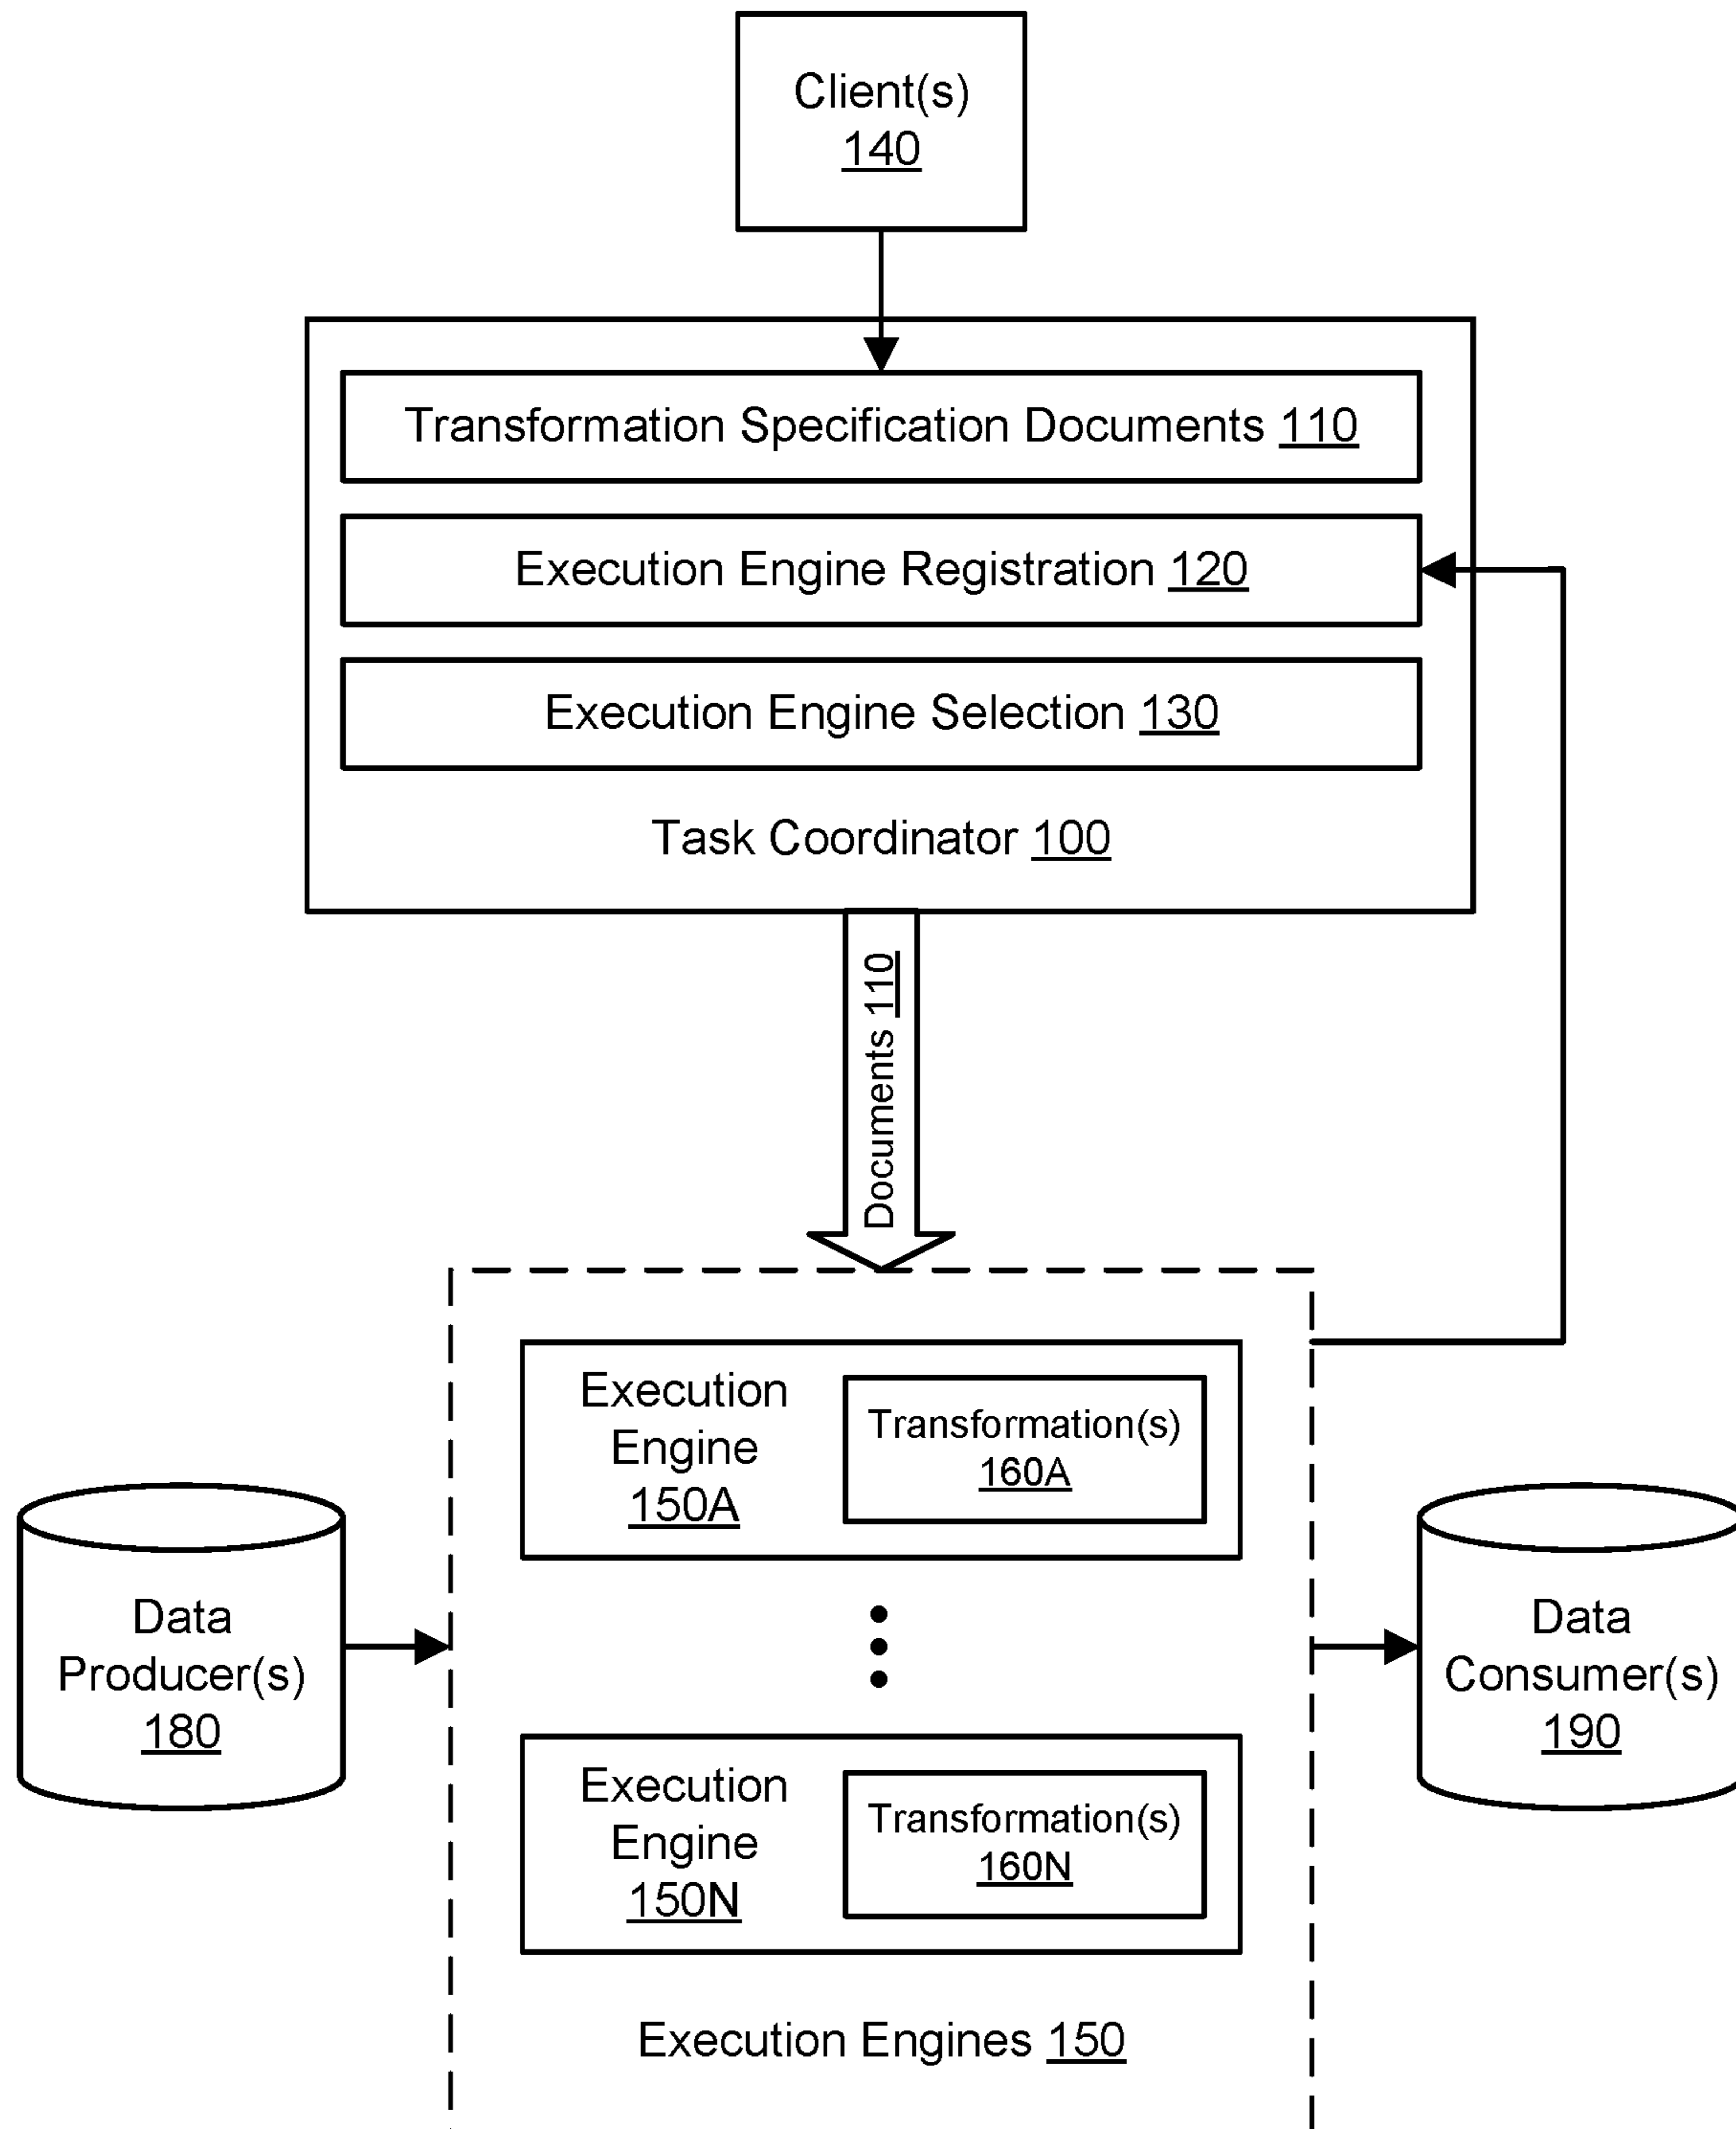 Client(s)
140
Transformation Specification Documents 110
Execution Engine Registration 120
Execution Engine Selection 130
Task Coordinator 100
Documents 110
Execution
Engine
150A
Transformation(s)
160A
Data
Producer(s)
180
Data
Consumer(s)
190
Execution
Engine
150N
Transformation(s)
160N
Execution Engines 150